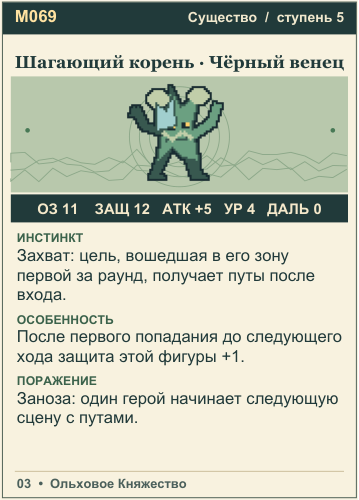 M069
Существо / ступень 5
Шагающий корень · Чёрный венец
ОЗ 11 ЗАЩ 12 АТК +5 УР 4 ДАЛЬ 0
ИНСТИНКТ
Захват: цель, вошедшая в его зону
первой за раунд, получает путы после
входа.
ОСОБЕННОСТЬ
После первого попадания до следующего
хода защита этой фигуры +1.
ПОРАЖЕНИЕ
Заноза: один герой начинает следующую
сцену с путами.
03 • Ольховое Княжество